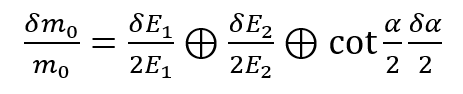 δm₀/m₀ = δE₁/2E₁ ⊕ δE₂/2E₂ ⊕ cot α/2 δα/2